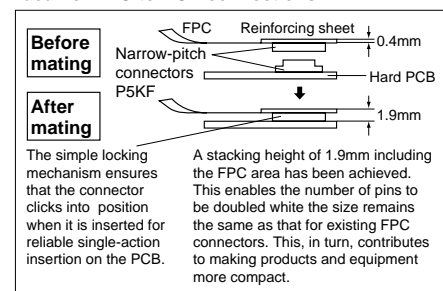 Before
mating
FPC
Reinforcing sheet
0.4mm
Narrow-pitch
connectors
P5KF
Hard PCB
After
mating
1.9mm
The simple locking
mechanism ensures
that the connector
clicks into position
when it is inserted for
reliable single-action
insertion on the PCB.
A stacking height of 1.9mm including
the FPC area has been achieved.
This enables the number of pins to
be doubled white the size remains
the same as that for existing FPC
connectors. This, in turn, contributes
to making products and equipment
more compact.